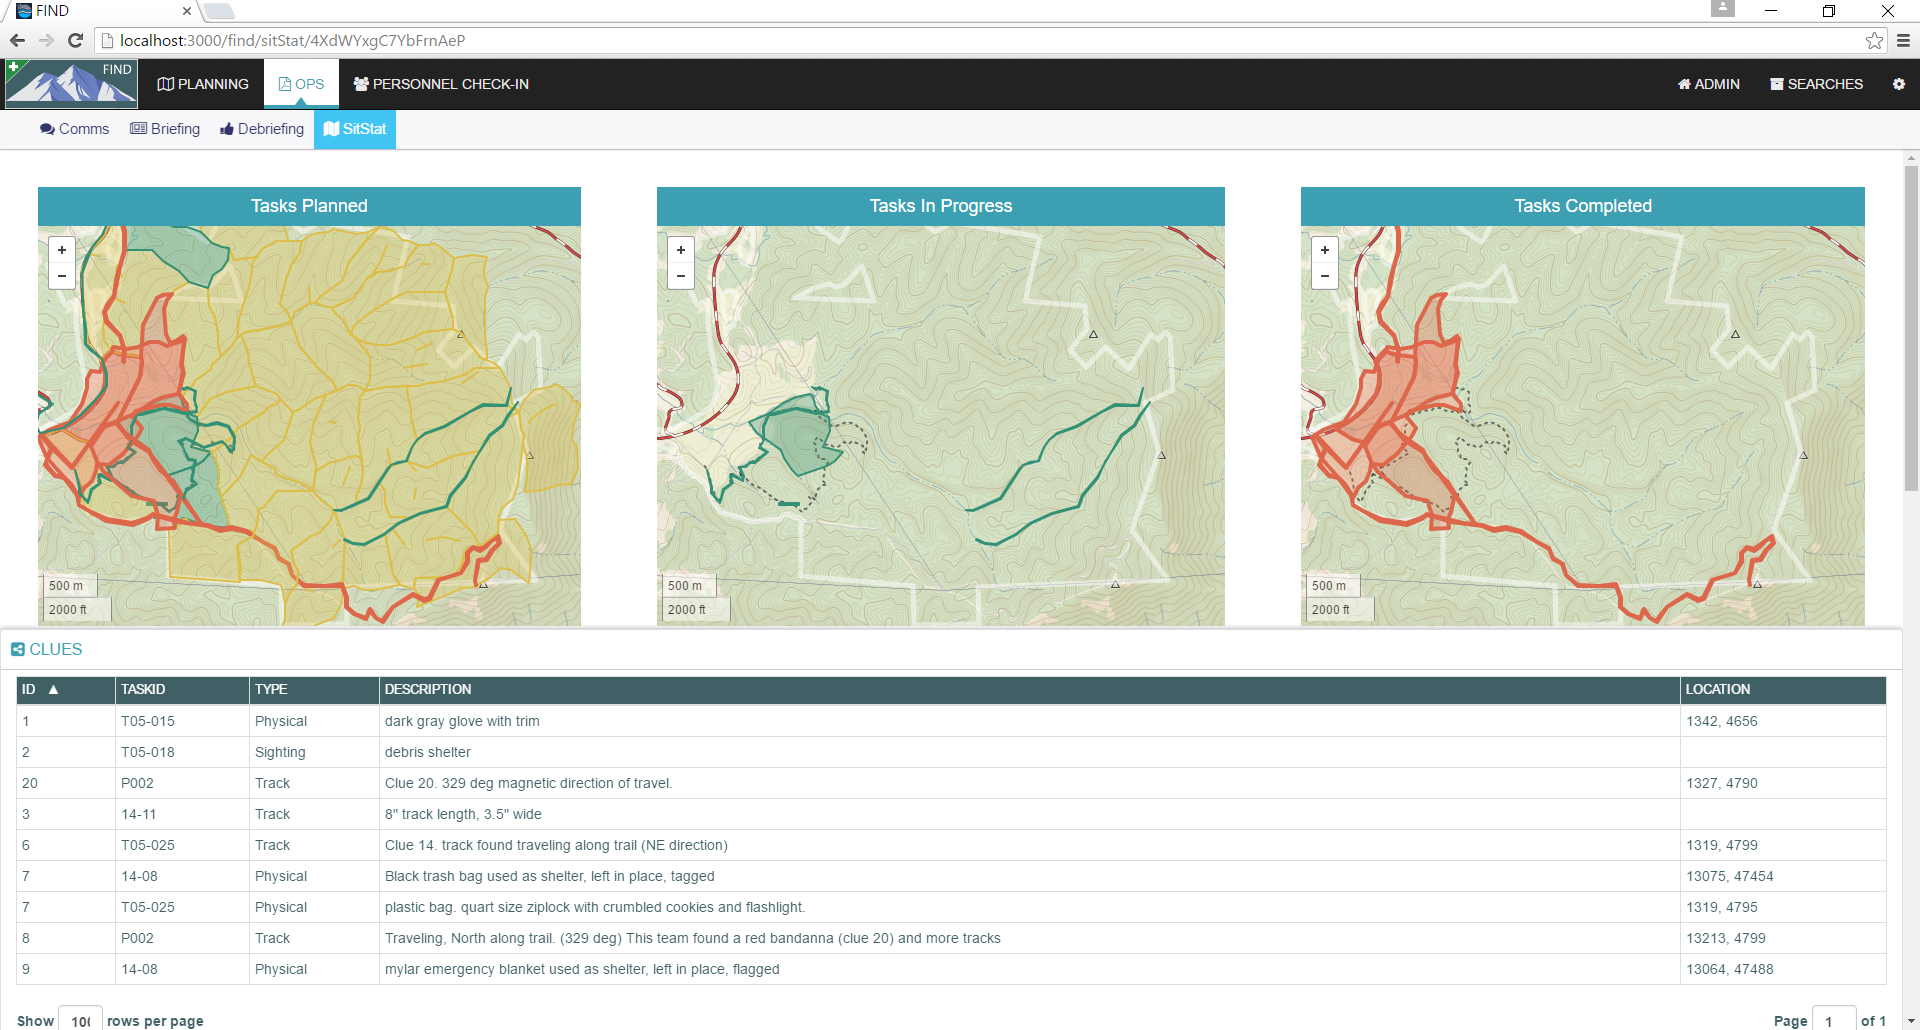 FIND
localhost:3000/find/sitStat/4XdWYxgC7YbFrnAeP
FIND PLANNING OPS PERSONNEL CHECK-IN ADMIN SEARCHES
Comms Briefing Debriefing SitStat
Tasks Planned Tasks In Progress Tasks Completed
+ + +
− − −
500 m 500 m 500 m
2000 ft 2000 ft 2000 ft
CLUES
ID ▲ TASKID TYPE DESCRIPTION LOCATION
1 T05-015 Physical dark gray glove with trim 1342, 4656
2 T05-018 Sighting debris shelter
20 P002 Track Clue 20. 329 deg magnetic direction of travel. 1327, 4790
3 14-11 Track 8" track length, 3.5" wide
6 T05-025 Track Clue 14. track found traveling along trail (NE direction) 1319, 4799
7 14-08 Physical Black trash bag used as shelter, left in place, tagged 13075, 47454
7 T05-025 Physical plastic bag. quart size ziplock with crumbled cookies and flashlight. 1319, 4795
8 P002 Track Traveling, North along trail. (329 deg) This team found a red bandanna (clue 20) and more tracks 13213, 4799
9 14-08 Physical mylar emergency blanket used as shelter, left in place, flagged 13064, 47488
Show 10 rows per page Page 1 of 1